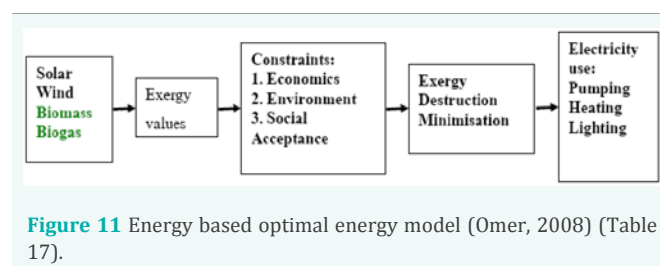 Solar
Wind
Biomass
Biogas
Exergy
values
Constraints:
1. Economics
2. Environment
3. Social
Acceptance
Exergy
Destruction
Minimisation
Electricity
use:
Pumping
Heating
Lighting
Figure 11 Energy based optimal energy model (Omer, 2008) (Table
17).